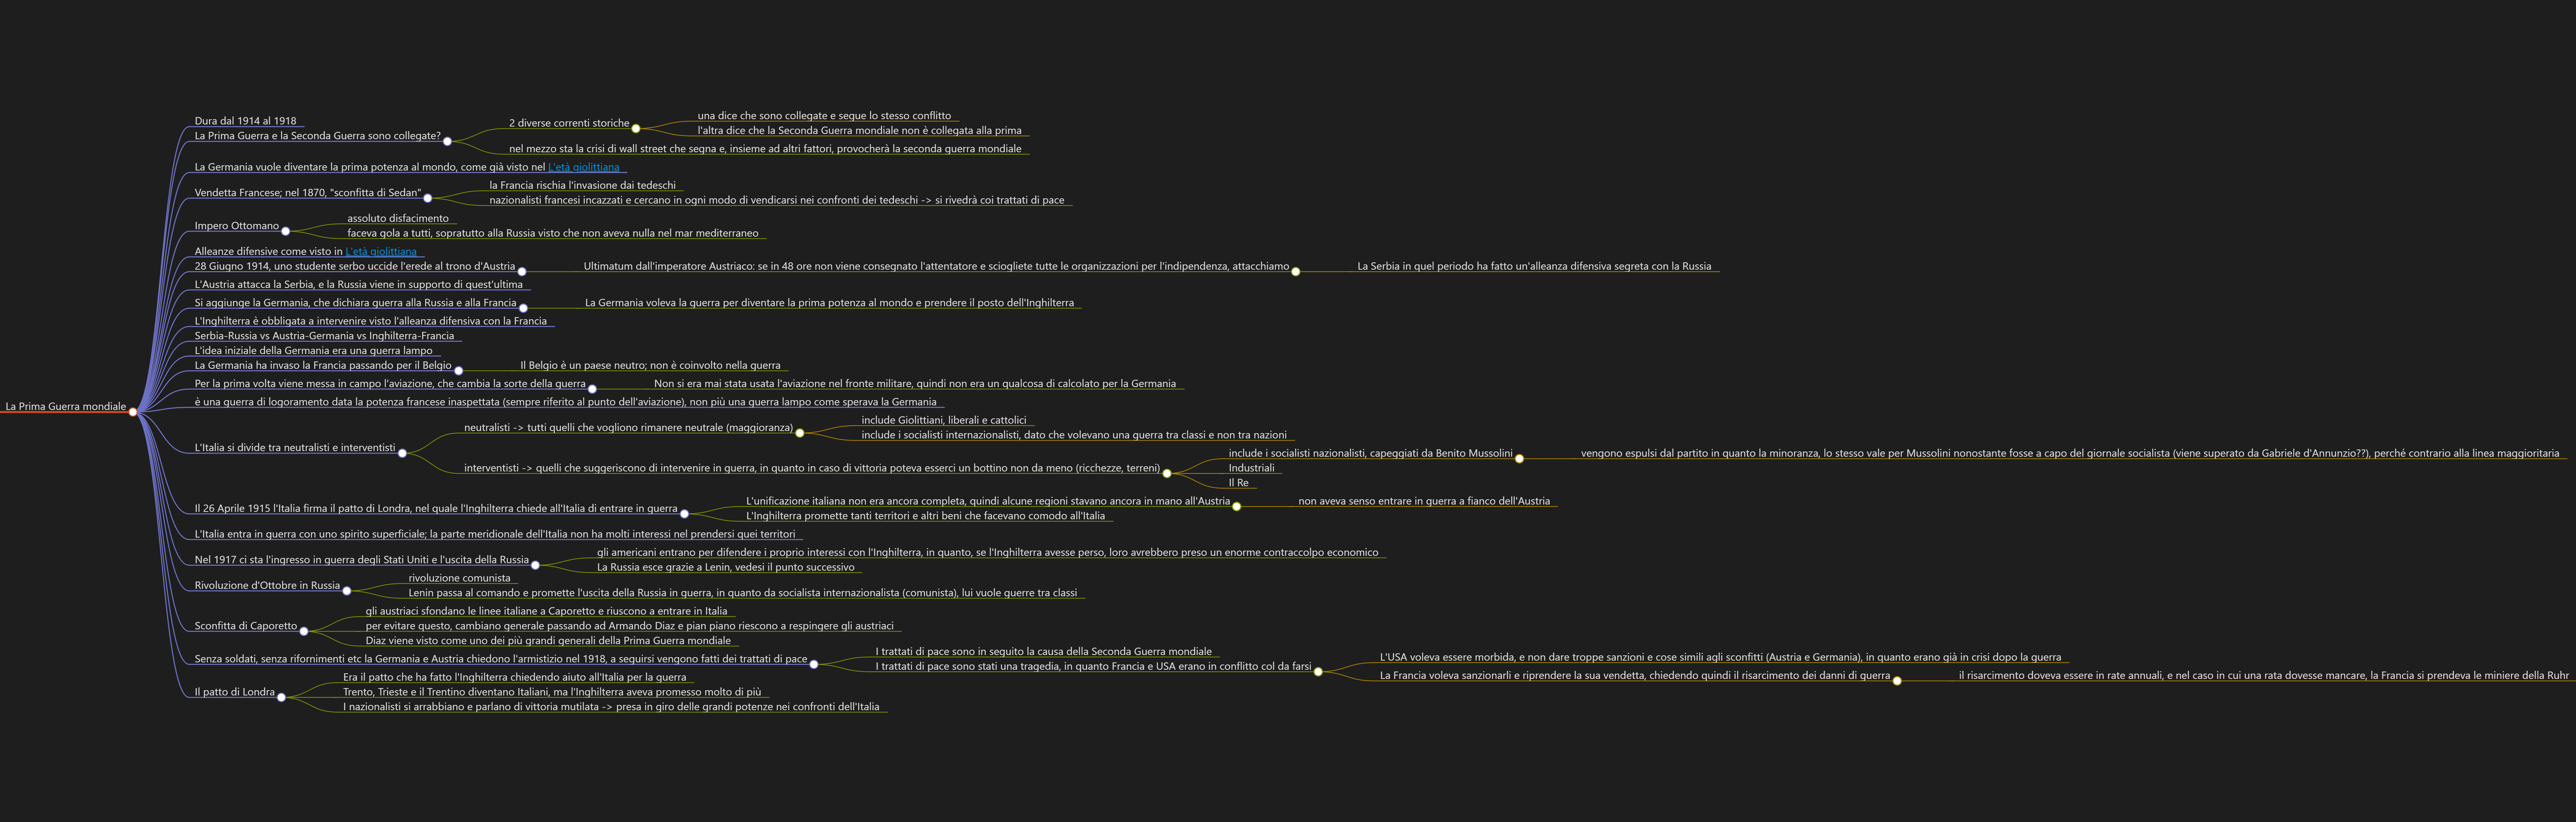 La Prima Guerra mondiale
Dura dal 1914 al 1918
La Prima Guerra e la Seconda Guerra sono collegate?
2 diverse correnti storiche
una dice che sono collegate e segue lo stesso conflitto
l'altra dice che la Seconda Guerra mondiale non è collegata alla prima
nel mezzo sta la crisi di wall street che segna e, insieme ad altri fattori, provocherà la seconda guerra mondiale
La Germania vuole diventare la prima potenza al mondo, come già visto nel L'età giolittiana
Vendetta Francese; nel 1870, "sconfitta di Sedan"
la Francia rischia l'invasione dai tedeschi
nazionalisti francesi incazzati e cercano in ogni modo di vendicarsi nei confronti dei tedeschi -> si rivedrà coi trattati di pace
Impero Ottomano
assoluto disfacimento
faceva gola a tutti, sopratutto alla Russia visto che non aveva nulla nel mar mediterraneo
Alleanze difensive come visto in L'età giolittiana
28 Giugno 1914, uno studente serbo uccide l'erede al trono d'Austria
Ultimatum dall'imperatore Austriaco: se in 48 ore non viene consegnato l'attentatore e sciogliete tutte le organizzazioni per l'indipendenza, attacchiamo
La Serbia in quel periodo ha fatto un'alleanza difensiva segreta con la Russia
L'Austria attacca la Serbia, e la Russia viene in supporto di quest'ultima
Si aggiunge la Germania, che dichiara guerra alla Russia e alla Francia
La Germania voleva la guerra per diventare la prima potenza al mondo e prendere il posto dell'Inghilterra
L'Inghilterra è obbligata a intervenire visto l'alleanza difensiva con la Francia
Serbia-Russia vs Austria-Germania vs Inghilterra-Francia
L'idea iniziale della Germania era una guerra lampo
La Germania ha invaso la Francia passando per il Belgio
Il Belgio è un paese neutro; non è coinvolto nella guerra
Per la prima volta viene messa in campo l'aviazione, che cambia la sorte della guerra
Non si era mai stata usata l'aviazione nel fronte militare, quindi non era un qualcosa di calcolato per la Germania
è una guerra di logoramento data la potenza francese inaspettata (sempre riferito al punto dell'aviazione), non più una guerra lampo come sperava la Germania
L'Italia si divide tra neutralisti e interventisti
neutralisti -> tutti quelli che vogliono rimanere neutrale (maggioranza)
include Giolittiani, liberali e cattolici
include i socialisti internazionalisti, dato che volevano una guerra tra classi e non tra nazioni
interventisti -> quelli che suggeriscono di intervenire in guerra, in quanto in caso di vittoria poteva esserci un bottino non da meno (ricchezze, terreni)
include i socialisti nazionalisti, capeggiati da Benito Mussolini
vengono espulsi dal partito in quanto la minoranza, lo stesso vale per Mussolini nonostante fosse a capo del giornale socialista (viene superato da Gabriele d'Annunzio??), perché contrario alla linea maggioritaria
Industriali
Il Re
Il 26 Aprile 1915 l'Italia firma il patto di Londra, nel quale l'Inghilterra chiede all'Italia di entrare in guerra
L'unificazione italiana non era ancora completa, quindi alcune regioni stavano ancora in mano all'Austria
non aveva senso entrare in guerra a fianco dell'Austria
L'Inghilterra promette tanti territori e altri beni che facevano comodo all'Italia
L'Italia entra in guerra con uno spirito superficiale; la parte meridionale dell'Italia non ha molti interessi nel prendersi quei territori
Nel 1917 ci sta l'ingresso in guerra degli Stati Uniti e l'uscita della Russia
gli americani entrano per difendere i proprio interessi con l'Inghilterra, in quanto, se l'Inghilterra avesse perso, loro avrebbero preso un enorme contraccolpo economico
La Russia esce grazie a Lenin, vedesi il punto successivo
Rivoluzione d'Ottobre in Russia
rivoluzione comunista
Lenin passa al comando e promette l'uscita della Russia in guerra, in quanto da socialista internazionalista (comunista), lui vuole guerre tra classi
Sconfitta di Caporetto
gli austriaci sfondano le linee italiane a Caporetto e riuscono a entrare in Italia
per evitare questo, cambiano generale passando ad Armando Diaz e pian piano riescono a respingere gli austriaci
Diaz viene visto come uno dei più grandi generali della Prima Guerra mondiale
Senza soldati, senza rifornimenti etc la Germania e Austria chiedono l'armistizio nel 1918, a seguirsi vengono fatti dei trattati di pace
I trattati di pace sono in seguito la causa della Seconda Guerra mondiale
I trattati di pace sono stati una tragedia, in quanto Francia e USA erano in conflitto col da farsi
L'USA voleva essere morbida, e non dare troppe sanzioni e cose simili agli sconfitti (Austria e Germania), in quanto erano già in crisi dopo la guerra
La Francia voleva sanzionarli e riprendere la sua vendetta, chiedendo quindi il risarcimento dei danni di guerra
il risarcimento doveva essere in rate annuali, e nel caso in cui una rata dovesse mancare, la Francia si prendeva le miniere della Ruhr
Il patto di Londra
Era il patto che ha fatto l'Inghilterra chiedendo aiuto all'Italia per la guerra
Trento, Trieste e il Trentino diventano Italiani, ma l'Inghilterra aveva promesso molto di più
I nazionalisti si arrabbiano e parlano di vittoria mutilata -> presa in giro delle grandi potenze nei confronti dell'Italia